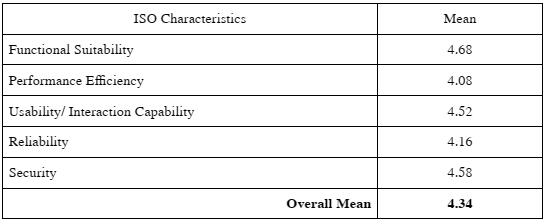 ISO Characteristics Mean
Functional Suitability 4.68
Performance Efficiency 4.08
Usability/ Interaction Capability 4.52
Reliability 4.16
Security 4.58
Overall Mean 4.34